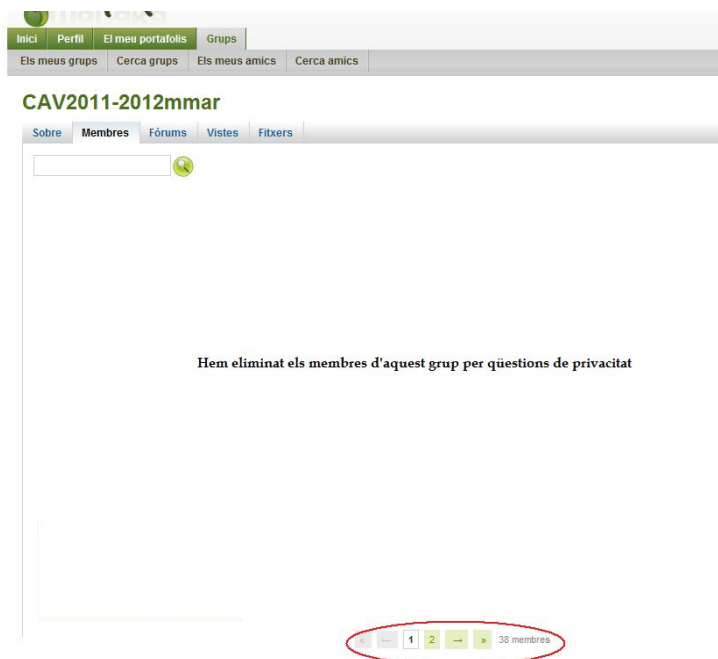 Inici Perfil El meu portafolis Grups
Els meus grups Cerca grups Els meus amics Cerca amics
CAV2011-2012mmar
Sobre Membres Fòrums Vistes Fitxers
Hem eliminat els membres d'aquest grup per qüestions de privacitat
« ← 1 2 → » 38 membres